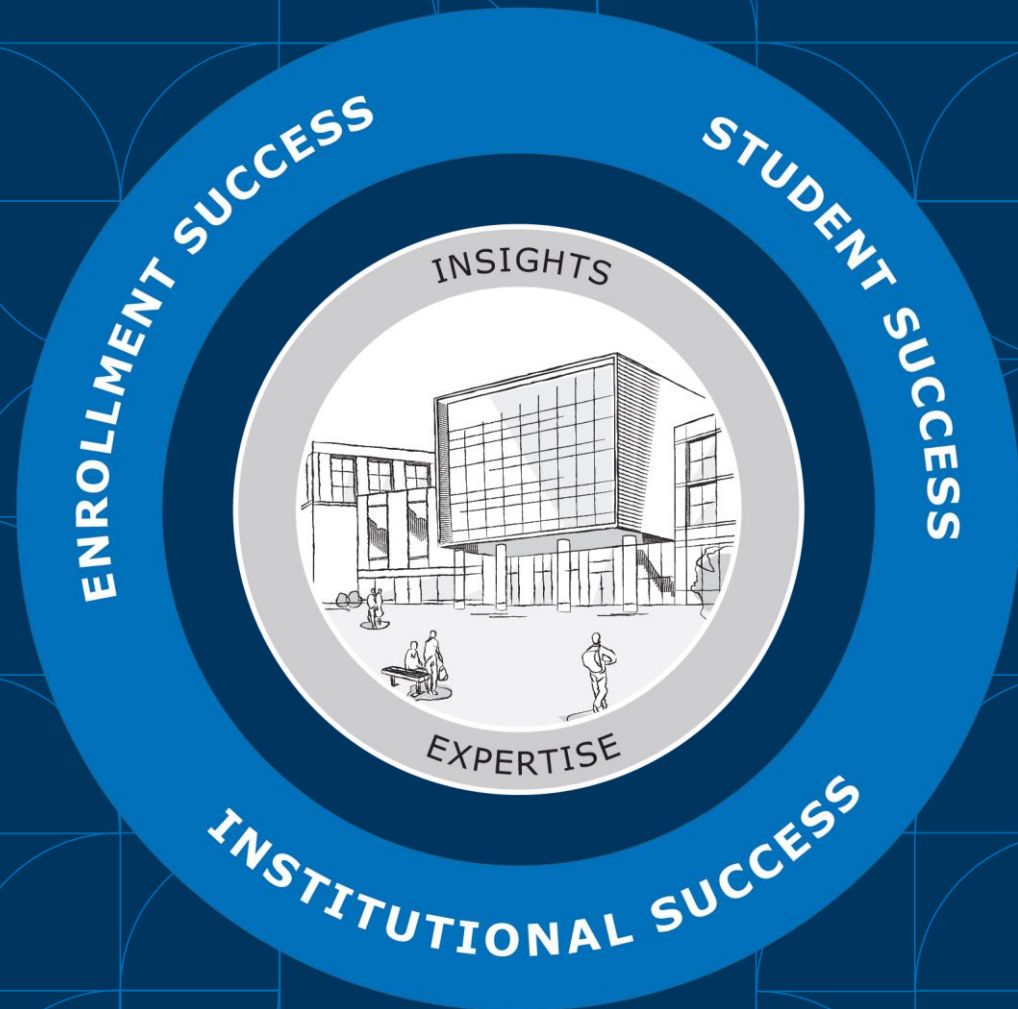 ENROLLMENT SUCCESS
STUDENT SUCCESS
INSIGHTS
EXPERTISE
INSTITUTIONAL SUCCESS